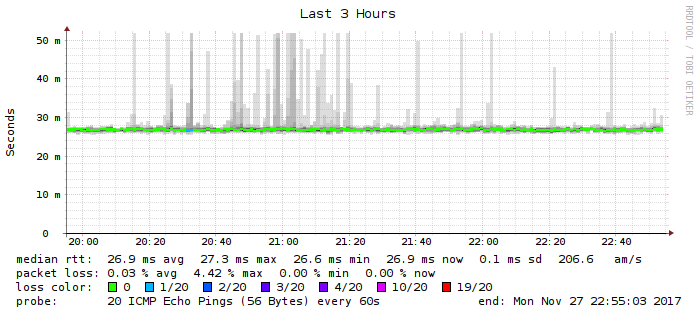 Last 3 Hours
RRDTOOL / TOBI OETIKER
Seconds
50 m
40 m
30 m
20 m
10 m
0
20:00 20:20 20:40 21:00 21:20 21:40 22:00 22:20 22:40
median rtt: 26.9 ms avg 27.3 ms max 26.6 ms min 26.9 ms now 0.1 ms sd 206.6 am/s
packet loss: 0.03 % avg 4.42 % max 0.00 % min 0.00 % now
loss color: 0 1/20 2/20 3/20 4/20 10/20 19/20
probe: 20 ICMP Echo Pings (56 Bytes) every 60s end: Mon Nov 27 22:55:03 2017